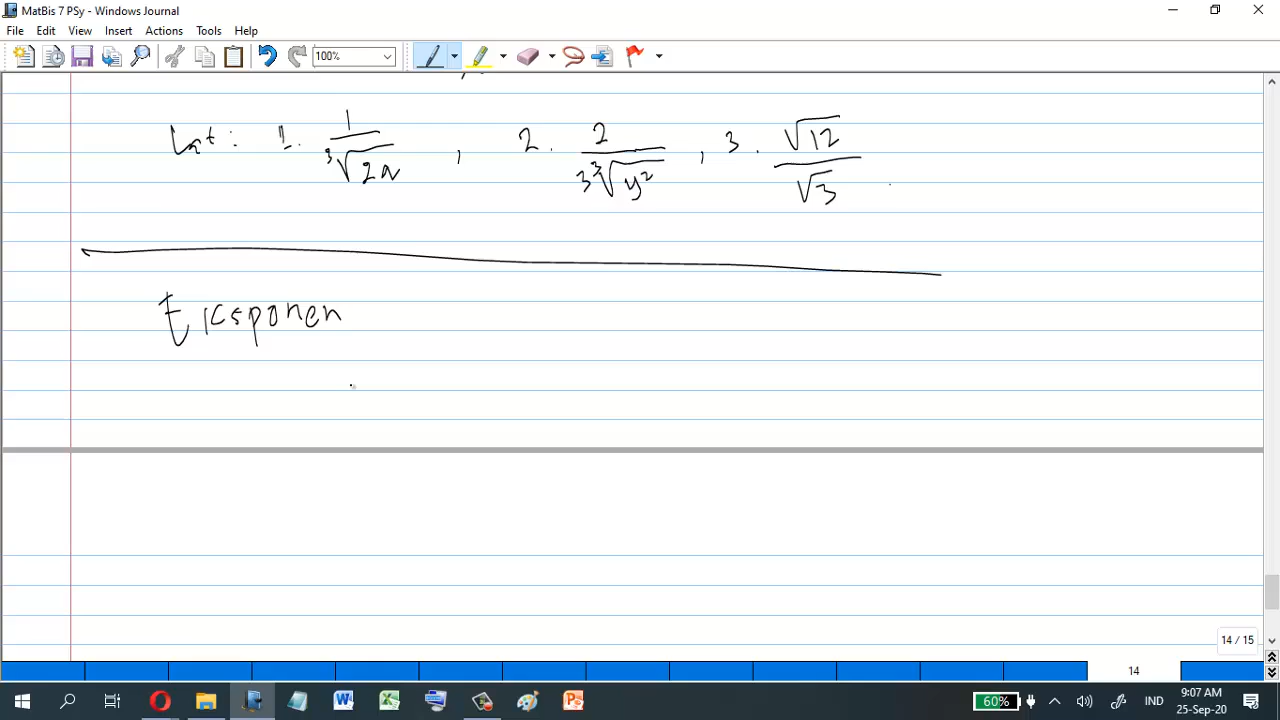 MatBis 7 PSy - Windows Journal
File Edit View Insert Actions Tools Help
100%
Lat : 1. 1/∛(2x) , 2. 2/(3∛(y²)) , 3. √12/√3
Eksponen
14 / 15
14
60% IND 9:07 AM
25-Sep-20